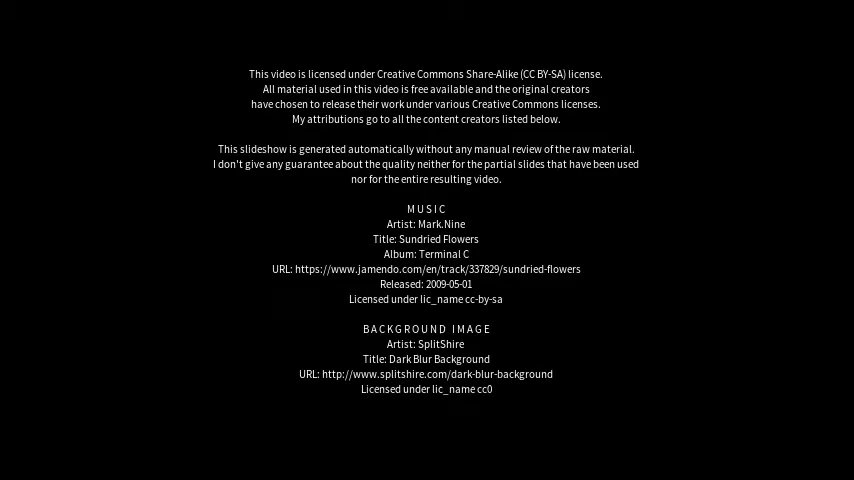 This video is licensed under Creative Commons Share-Alike (CC BY-SA) license.
All material used in this video is free available and the original creators
have chosen to release their work under various Creative Commons licenses.
My attributions go to all the content creators listed below.
This slideshow is generated automatically without any manual review of the raw material.
I don't give any guarantee about the quality neither for the partial slides that have been used
nor for the entire resulting video.
MUSIC
Artist: Mark.Nine
Title: Sundried Flowers
Album: Terminal C
URL: https://www.jamendo.com/en/track/337829/sundried-flowers
Released: 2009-05-01
Licensed under lic_name cc-by-sa
BACKGROUND IMAGE
Artist: SplitShire
Title: Dark Blur Background
URL: http://www.splitshire.com/dark-blur-background
Licensed under lic_name cc0